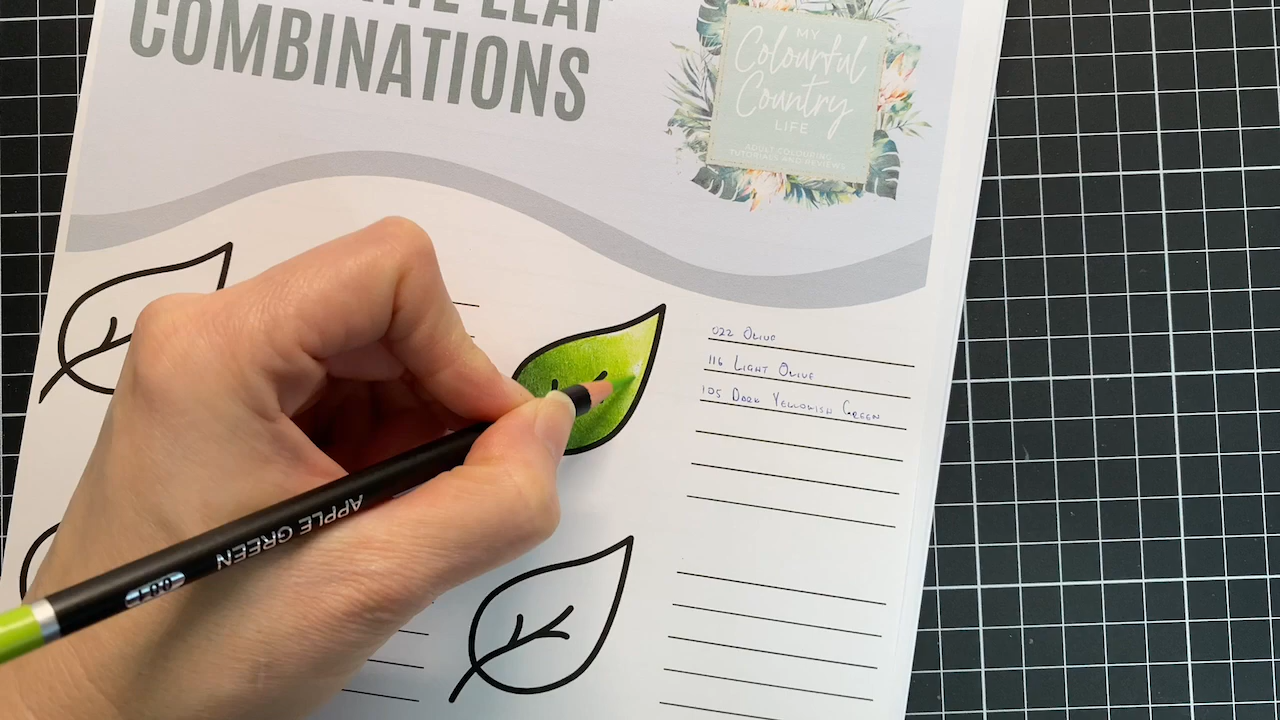 LEAF
COMBINATIONS
MY
Colourful
Country
LIFE
ADULT COLOURING
TUTORIALS AND REVIEWS
022 OLIVE
116 LIGHT OLIVE
105 DARK YELLOWISH GREEN
APPLE GREEN